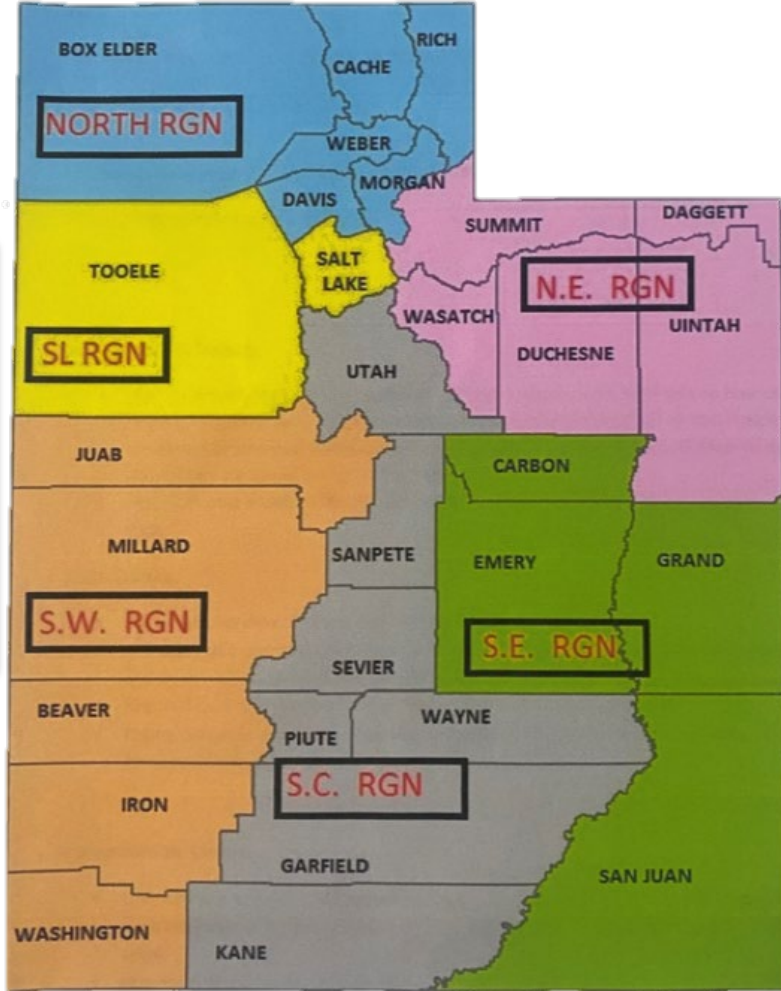 BOX ELDER
CACHE
RICH
NORTH RGN
WEBER
MORGAN
DAVIS
SUMMIT
DAGGETT
TOOELE
SALT
LAKE
N.E. RGN
WASATCH
UINTAH
SL RGN
DUCHESNE
UTAH
JUAB
CARBON
MILLARD
SANPETE
EMERY
GRAND
S.W. RGN
S.E. RGN
SEVIER
BEAVER
WAYNE
PIUTE
S.C. RGN
IRON
GARFIELD
SAN JUAN
WASHINGTON
KANE